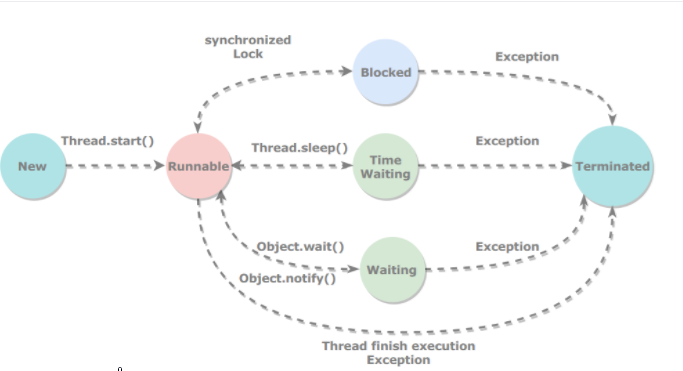 synchronized
Lock
Blocked
Exception
New
Thread.start()
Runnable
Thread.sleep()
Time
Waiting
Exception
Terminated
Object.wait()
Object.notify()
Waiting
Exception
Thread finish execution
Exception